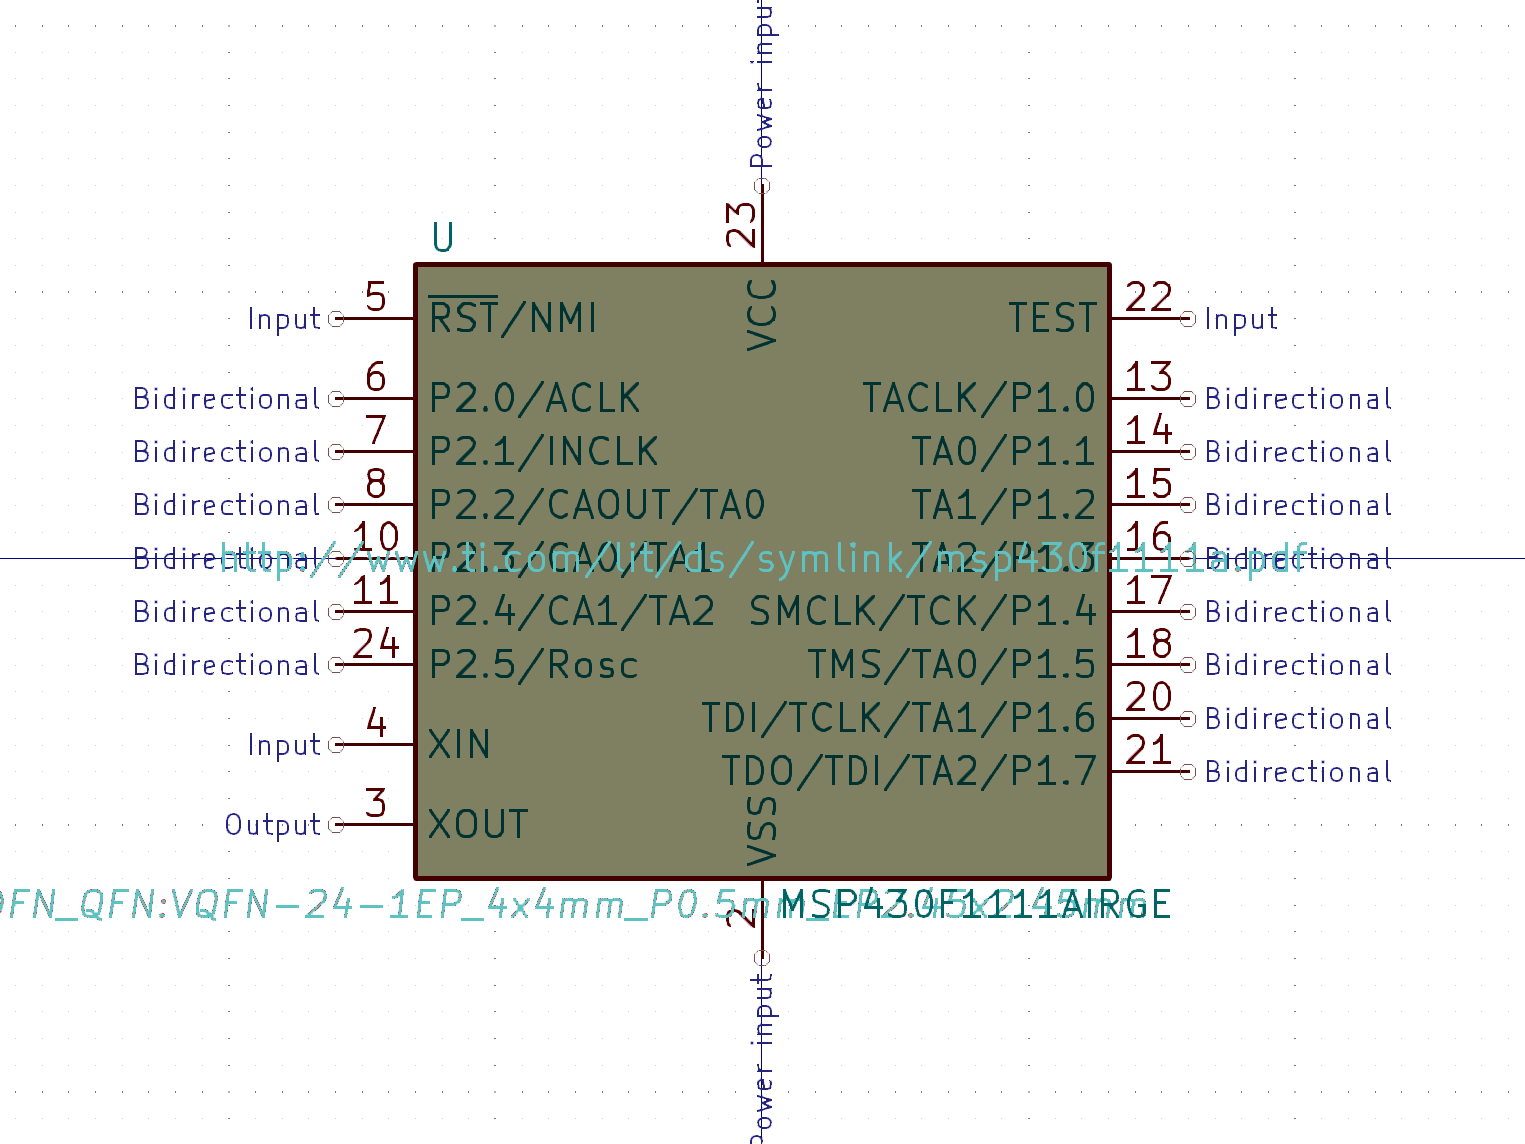 Power input
23
U
VCC
Input 5 RST/NMI TEST 22 Input
Bidirectional 6 P2.0/ACLK TACLK/P1.0 13 Bidirectional
Bidirectional 7 P2.1/INCLK TA0/P1.1 14 Bidirectional
Bidirectional 8 P2.2/CAOUT/TA0 TA1/P1.2 15 Bidirectional
Bidirectional 10 P2.3/CA0/TA1 TA2/P1.3 16 Bidirectional
http://www.ti.com/lit/ds/symlink/msp430f1111a.pdf
Bidirectional 11 P2.4/CA1/TA2 SMCLK/TCK/P1.4 17 Bidirectional
Bidirectional 24 P2.5/Rosc TMS/TA0/P1.5 18 Bidirectional
TDI/TCLK/TA1/P1.6 20 Bidirectional
Input 4 XIN
TDO/TDI/TA2/P1.7 21 Bidirectional
Output 3 XOUT
VSS
DFN_QFN:VQFN-24-1EP_4x4mm_P0.5mm_EP2.45x2.45mm
MSP430F1111AIRGE
2
Power input